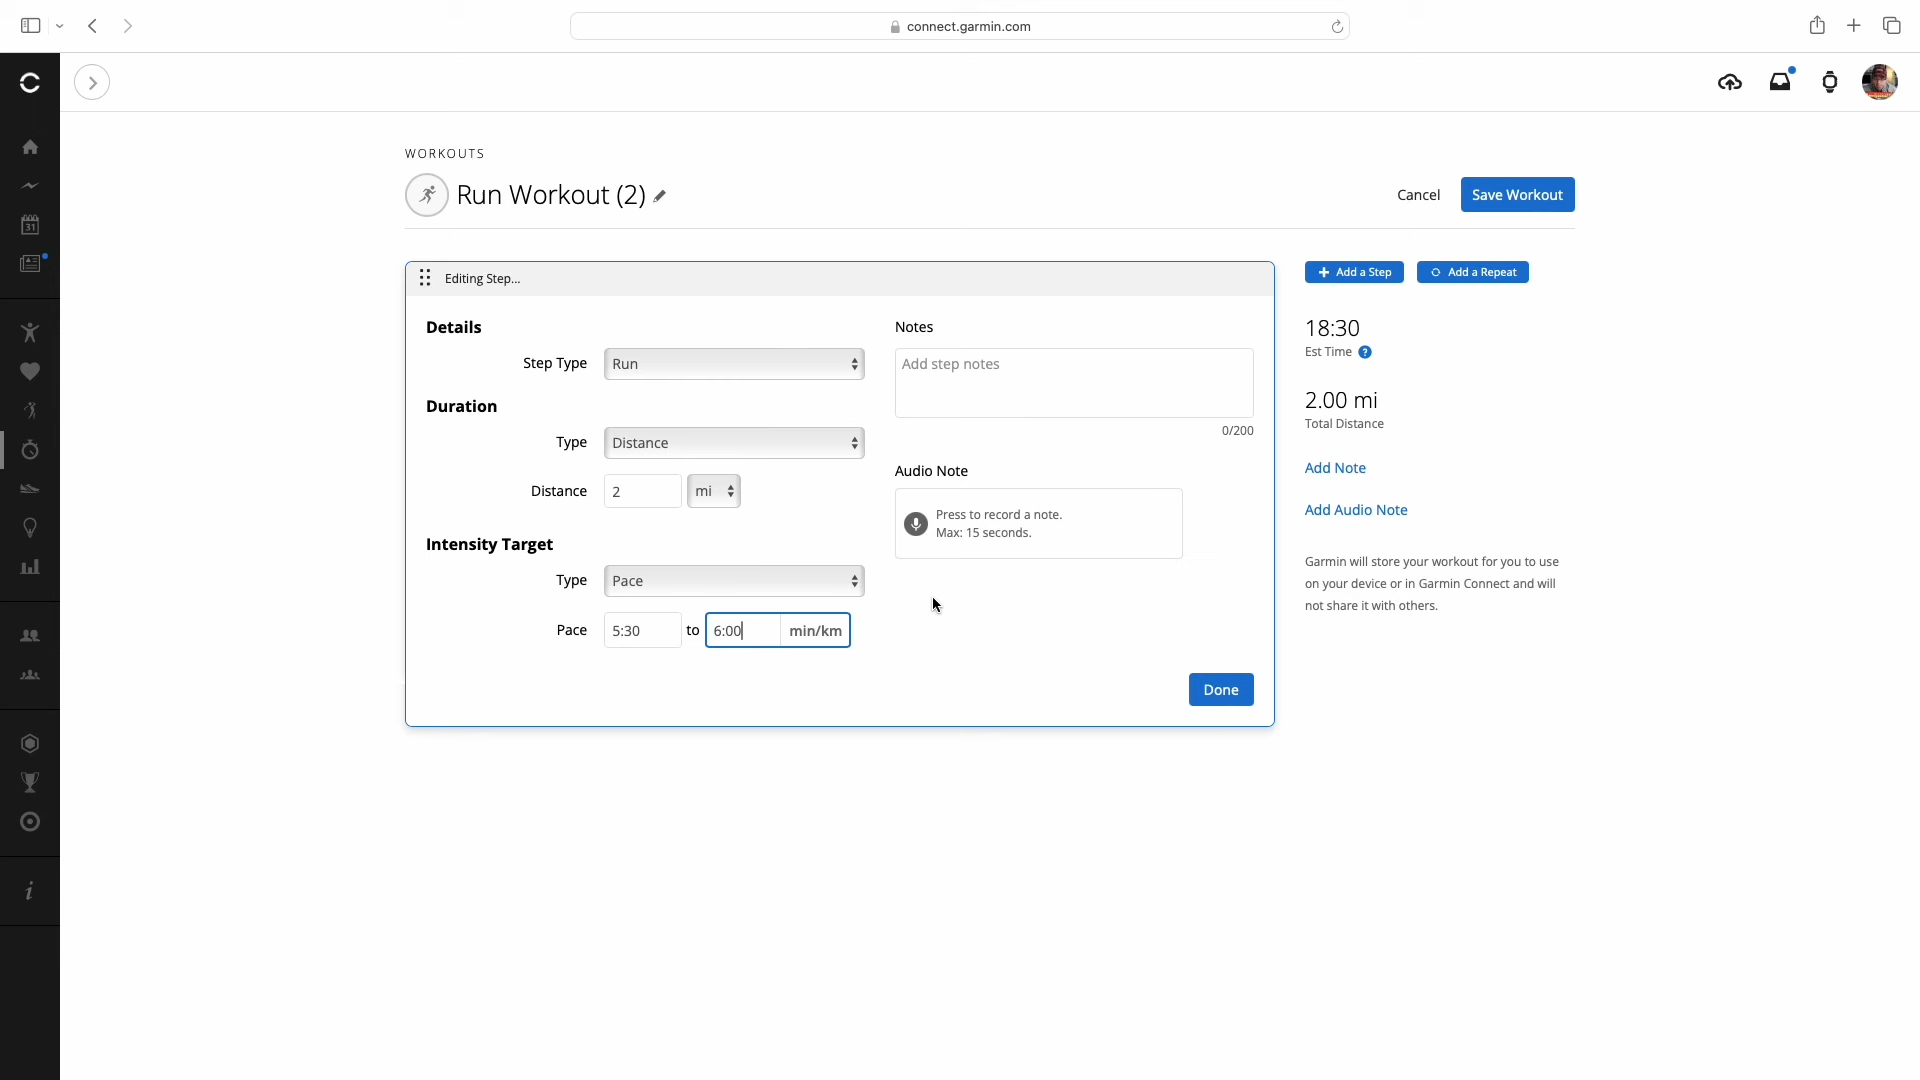 connect.garmin.com
WORKOUTS
Run Workout (2)
Cancel
Save Workout
31
Editing Step...
Add a Step
Add a Repeat
Details
Notes
18:30
Est Time ?
Step Type
Run
Add step notes
2.00 mi
Total Distance
Duration
0/200
Type
Distance
Add Note
Audio Note
Distance
2
mi
Press to record a note.
Max: 15 seconds.
Add Audio Note
Intensity Target
Garmin will store your workout for you to use
on your device or in Garmin Connect and will
not share it with others.
Type
Pace
Pace
5:30
to
6:00
min/km
Done
i